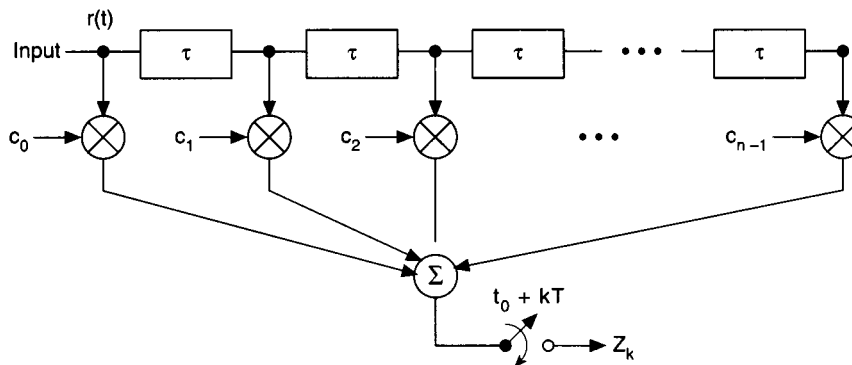 r(t)
Input τ τ τ • • • τ
c₀ c₁ c₂ • • • cₙ₋₁
Σ
t₀ + kT
Zₖ